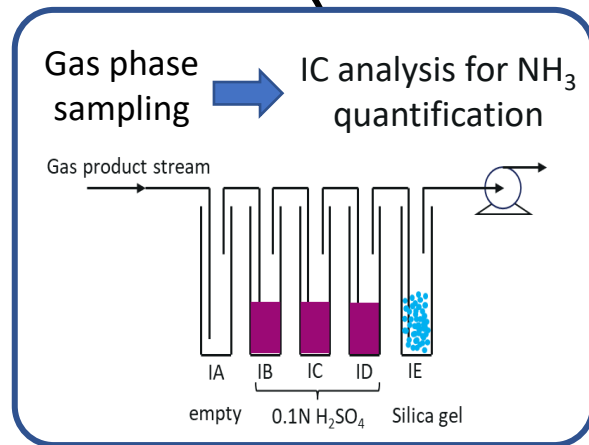 Gas phase
sampling
IC analysis for NH₃
quantification
Gas product stream
IA
IB
IC
ID
IE
empty
0.1N H₂SO₄
Silica gel